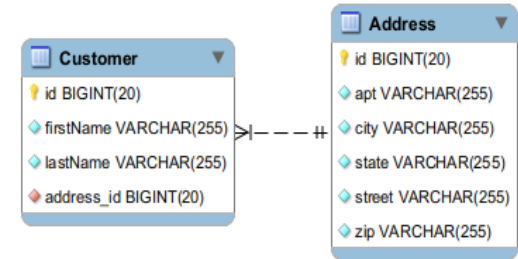 Customer
id BIGINT(20)
firstName VARCHAR(255)
lastName VARCHAR(255)
address_id BIGINT(20)
Address
id BIGINT(20)
apt VARCHAR(255)
city VARCHAR(255)
state VARCHAR(255)
street VARCHAR(255)
zip VARCHAR(255)